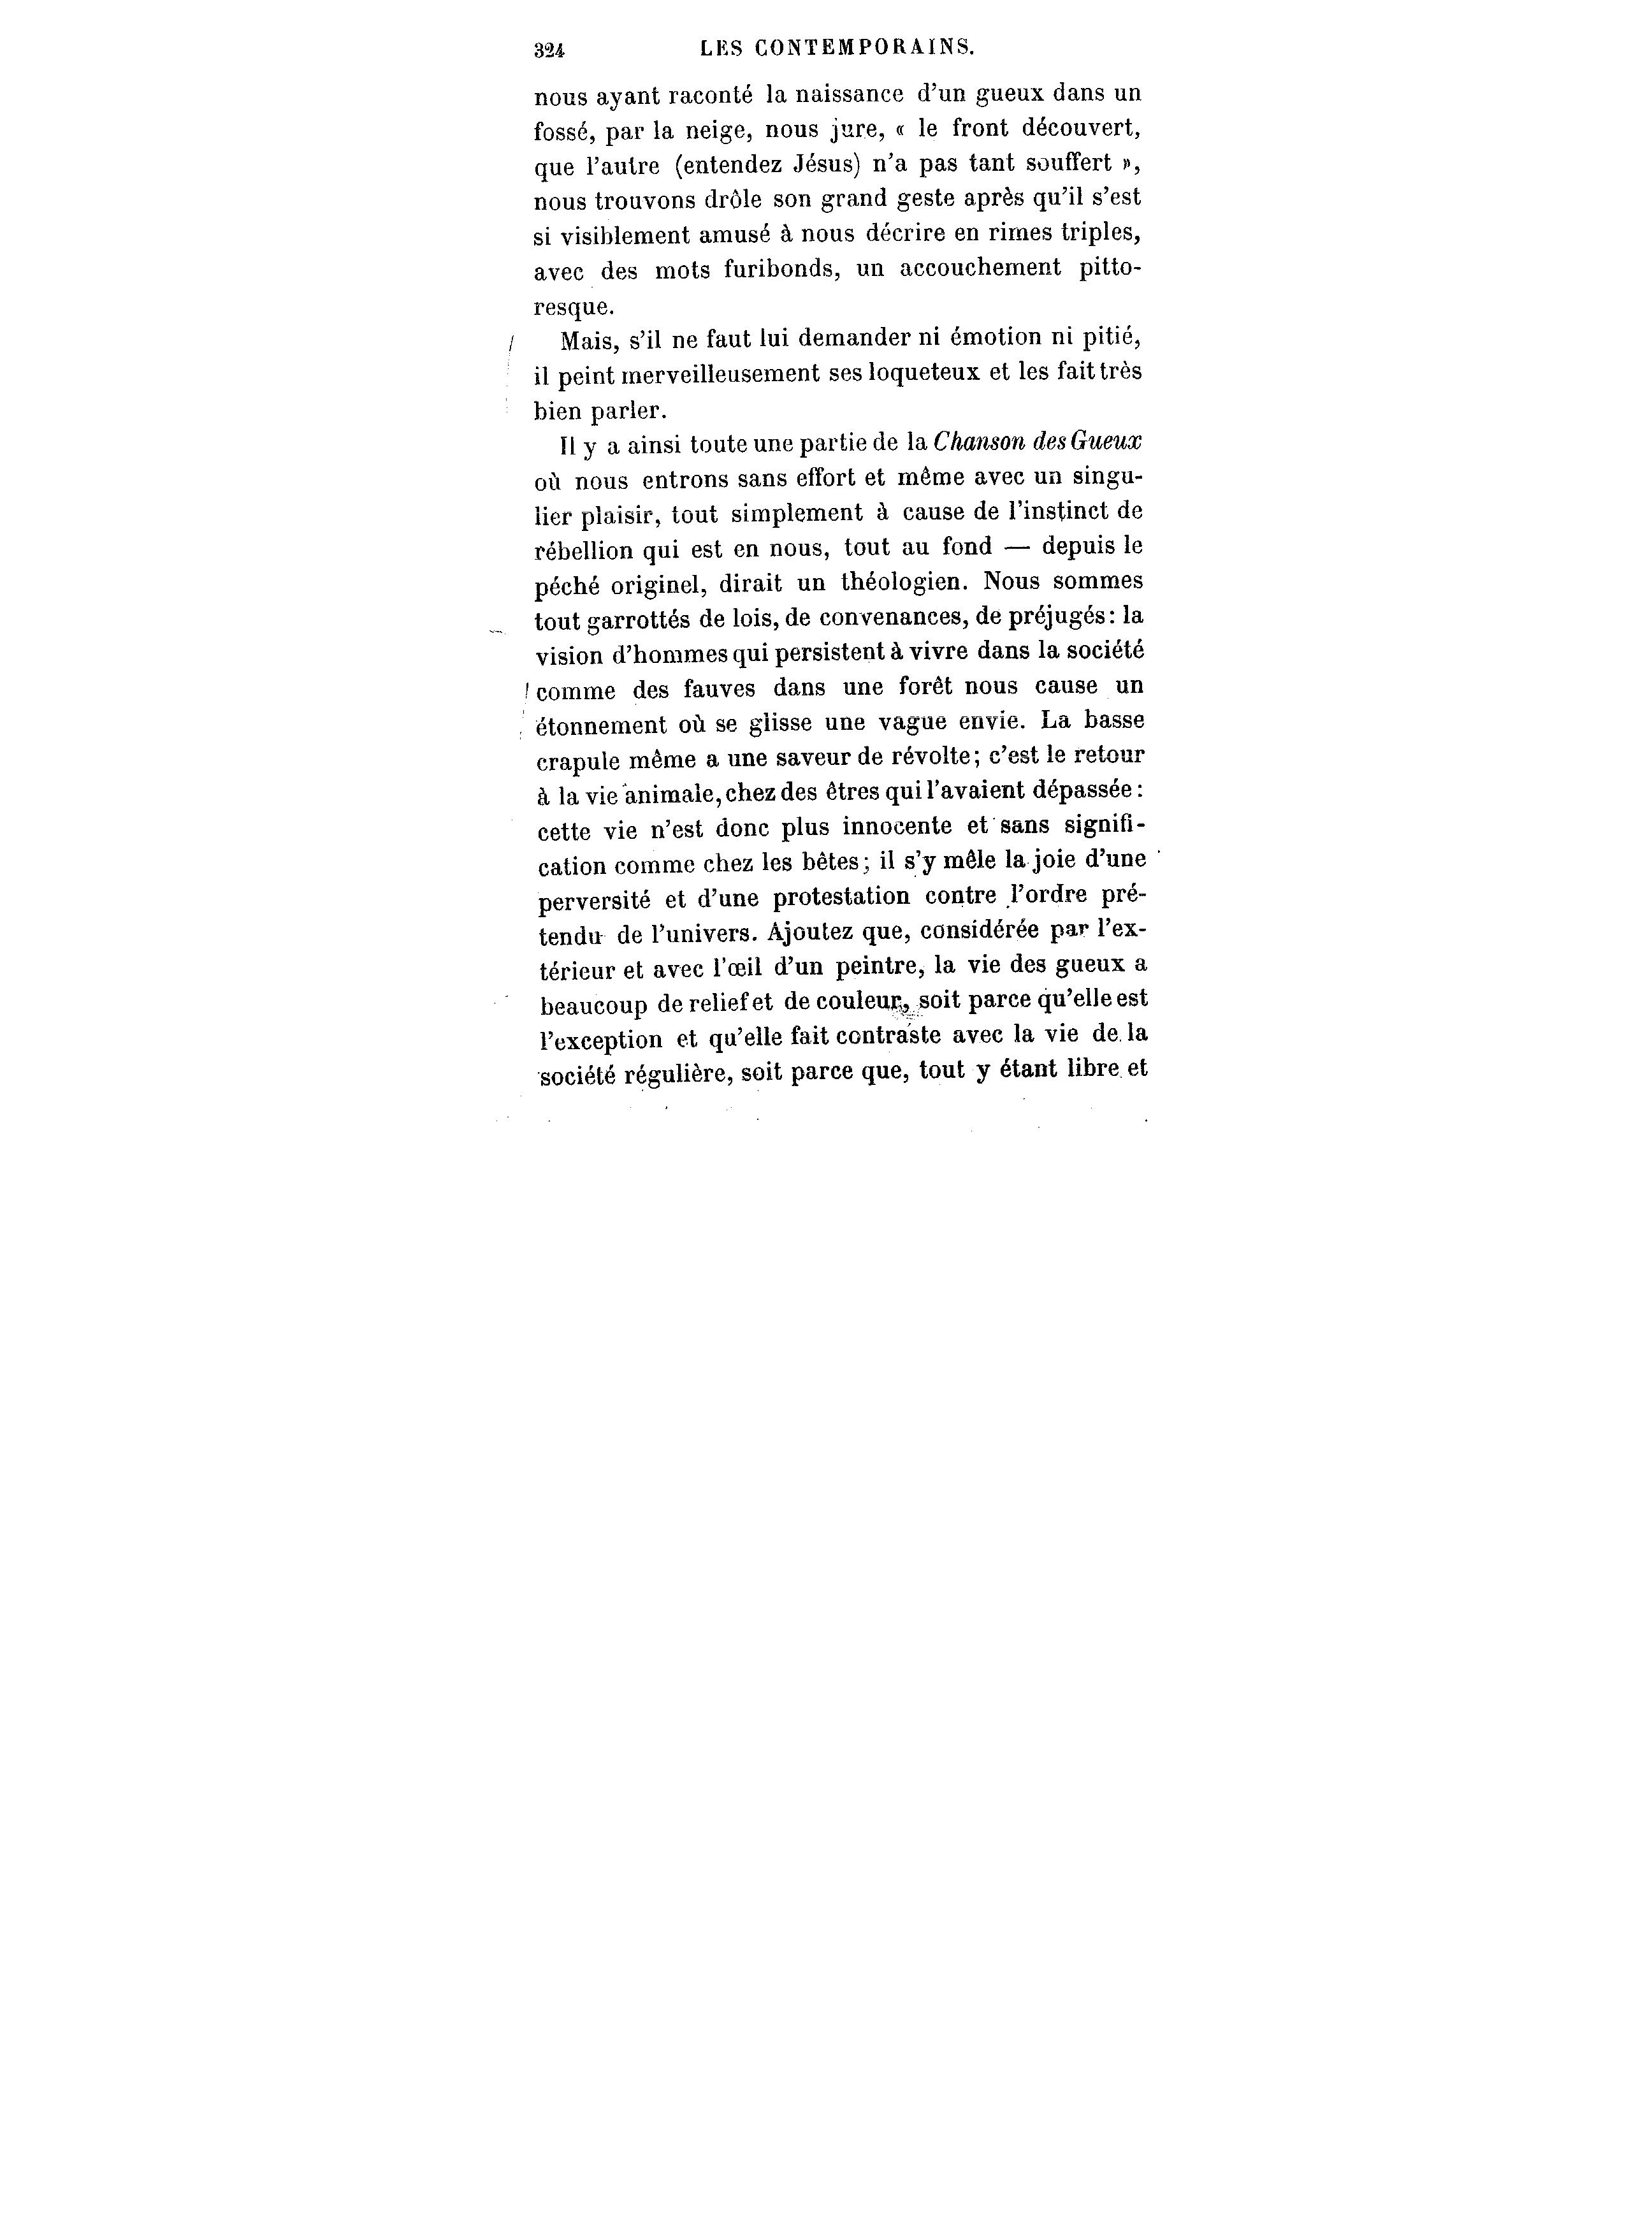 324 LES CONTEMPORAINS.
nous ayant raconté la naissance d'un gueux dans un
fossé, par la neige, nous jure, « le front découvert,
que l'autre (entendez Jésus) n'a pas tant souffert »,
nous trouvons drôle son grand geste après qu'il s'est
si visiblement amusé à nous décrire en rimes triples,
avec des mots furibonds, un accouchement pitto-
resque.
Mais, s'il ne faut lui demander ni émotion ni pitié,
il peint merveilleusement ses loqueteux et les fait très
bien parler.
Il y a ainsi toute une partie de la Chanson des Gueux
où nous entrons sans effort et même avec un singu-
lier plaisir, tout simplement à cause de l'instinct de
rébellion qui est en nous, tout au fond — depuis le
péché originel, dirait un théologien. Nous sommes
tout garrottés de lois, de convenances, de préjugés : la
vision d'hommes qui persistent à vivre dans la société
comme des fauves dans une forêt nous cause un
étonnement où se glisse une vague envie. La basse
crapule même a une saveur de révolte ; c'est le retour
à la vie animale, chez des êtres qui l'avaient dépassée :
cette vie n'est donc plus innocente et sans signifi-
cation comme chez les bêtes ; il s'y mêle la joie d'une
perversité et d'une protestation contre l'ordre pré-
tendu de l'univers. Ajoutez que, considérée par l'ex-
térieur et avec l'œil d'un peintre, la vie des gueux a
beaucoup de relief et de couleur, soit parce qu'elle est
l'exception et qu'elle fait contraste avec la vie de la
société régulière, soit parce que, tout y étant libre et